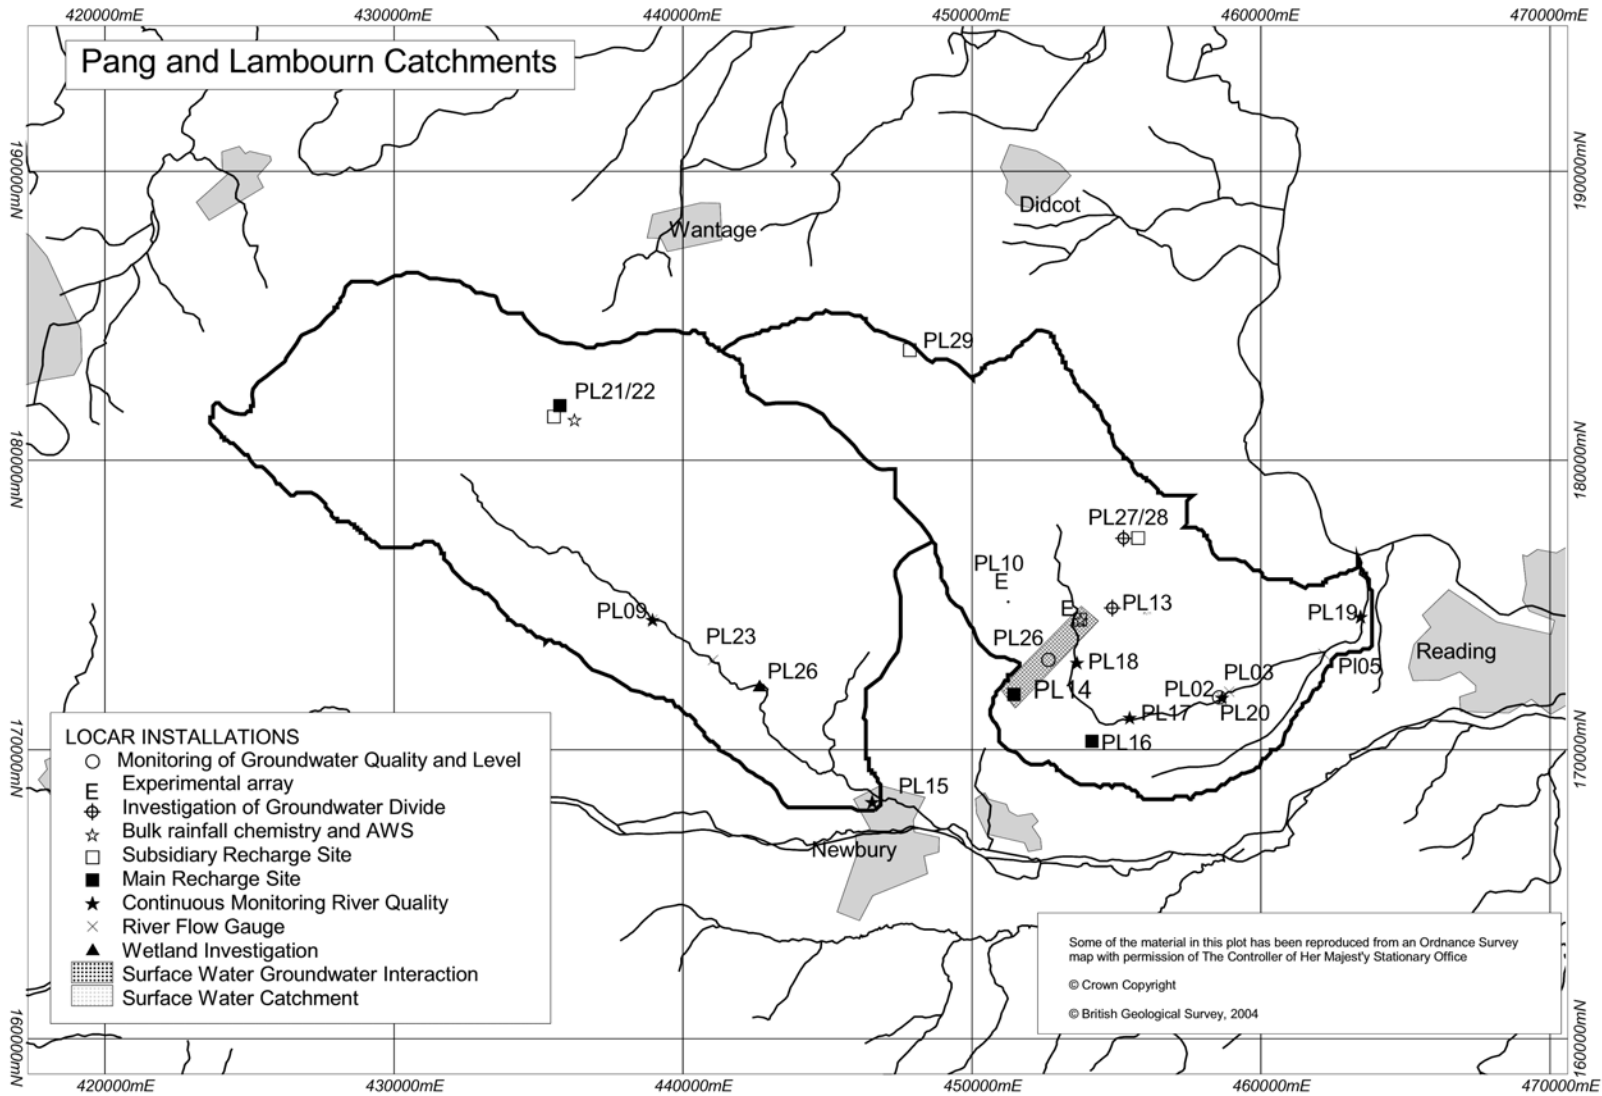 420000mE 430000mE 440000mE 450000mE 460000mE 470000mE
Pang and Lambourn Catchments
190000mN
190000mN
Didcot
Wantage
PL29
PL21/22
180000mN
180000mN
PL27/28
PL10
E
E
PL13
PL09
PL19
PL23
PL26
Reading
PL26
PL18
Pl05
PL03
PL14
PL02
PL17
PL20
PL16
170000mN
170000mN
PL15
Newbury
LOCAR INSTALLATIONS
Monitoring of Groundwater Quality and Level
E Experimental array
Investigation of Groundwater Divide
Bulk rainfall chemistry and AWS
Subsidiary Recharge Site
Main Recharge Site
Continuous Monitoring River Quality
River Flow Gauge
Wetland Investigation
Surface Water Groundwater Interaction
Surface Water Catchment
Some of the material in this plot has been reproduced from an Ordnance Survey
map with permission of The Controller of Her Majest'y Stationary Office
© Crown Copyright
© British Geological Survey, 2004
160000mN
160000mN
420000mE 430000mE 440000mE 450000mE 460000mE 470000mE